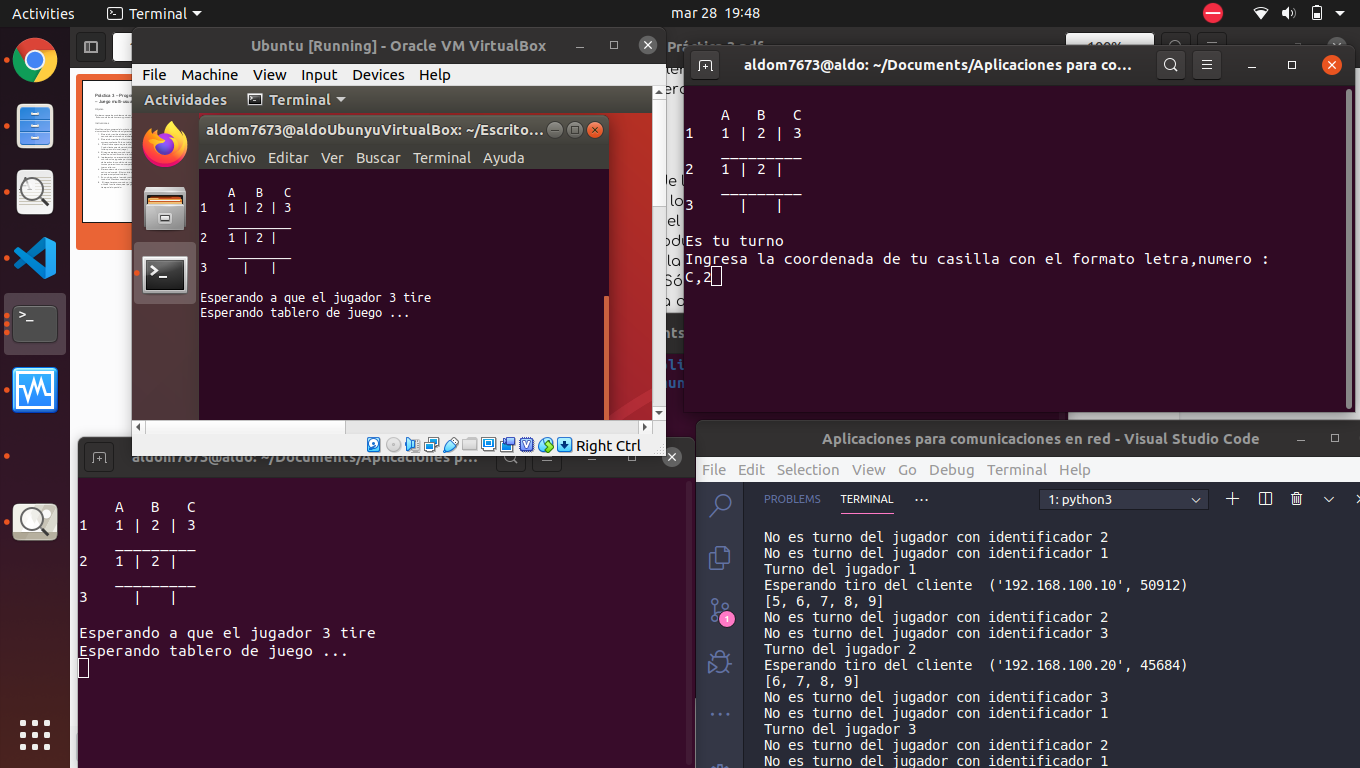 Activities
Terminal
mar 28 19:48
Ubuntu [Running] - Oracle VM VirtualBox
File Machine View Input Devices Help
Actividades
Terminal
aldom7673@aldoUbunyuVirtualBox: ~/Escrito...
Archivo Editar Ver Buscar Terminal Ayuda
A B C
1 1 | 2 | 3
_________
2 1 | 2 |
_________
3 | |
Esperando a que el jugador 3 tire
Esperando tablero de juego ...
Right Ctrl
aldom7673@aldo: ~/Documents/Aplicaciones para co...
A B C
1 1 | 2 | 3
_________
2 1 | 2 |
_________
3 | |
Es tu turno
Ingresa la coordenada de tu casilla con el formato letra,numero :
C,2
aldom7673@aldo: ~/Documents/Aplicaciones p...
A B C
1 1 | 2 | 3
_________
2 1 | 2 |
_________
3 | |
Esperando a que el jugador 3 tire
Esperando tablero de juego ...
Aplicaciones para comunicaciones en red - Visual Studio Code
File Edit Selection View Go Debug Terminal Help
PROBLEMS TERMINAL ... 1: python3
1
No es turno del jugador con identificador 2
No es turno del jugador con identificador 1
Turno del jugador 1
Esperando tiro del cliente ('192.168.100.10', 50912)
[5, 6, 7, 8, 9]
No es turno del jugador con identificador 2
No es turno del jugador con identificador 3
Turno del jugador 2
Esperando tiro del cliente ('192.168.100.20', 45684)
[6, 7, 8, 9]
No es turno del jugador con identificador 3
No es turno del jugador con identificador 1
Turno del jugador 3
No es turno del jugador con identificador 2
No es turno del jugador con identificador 1